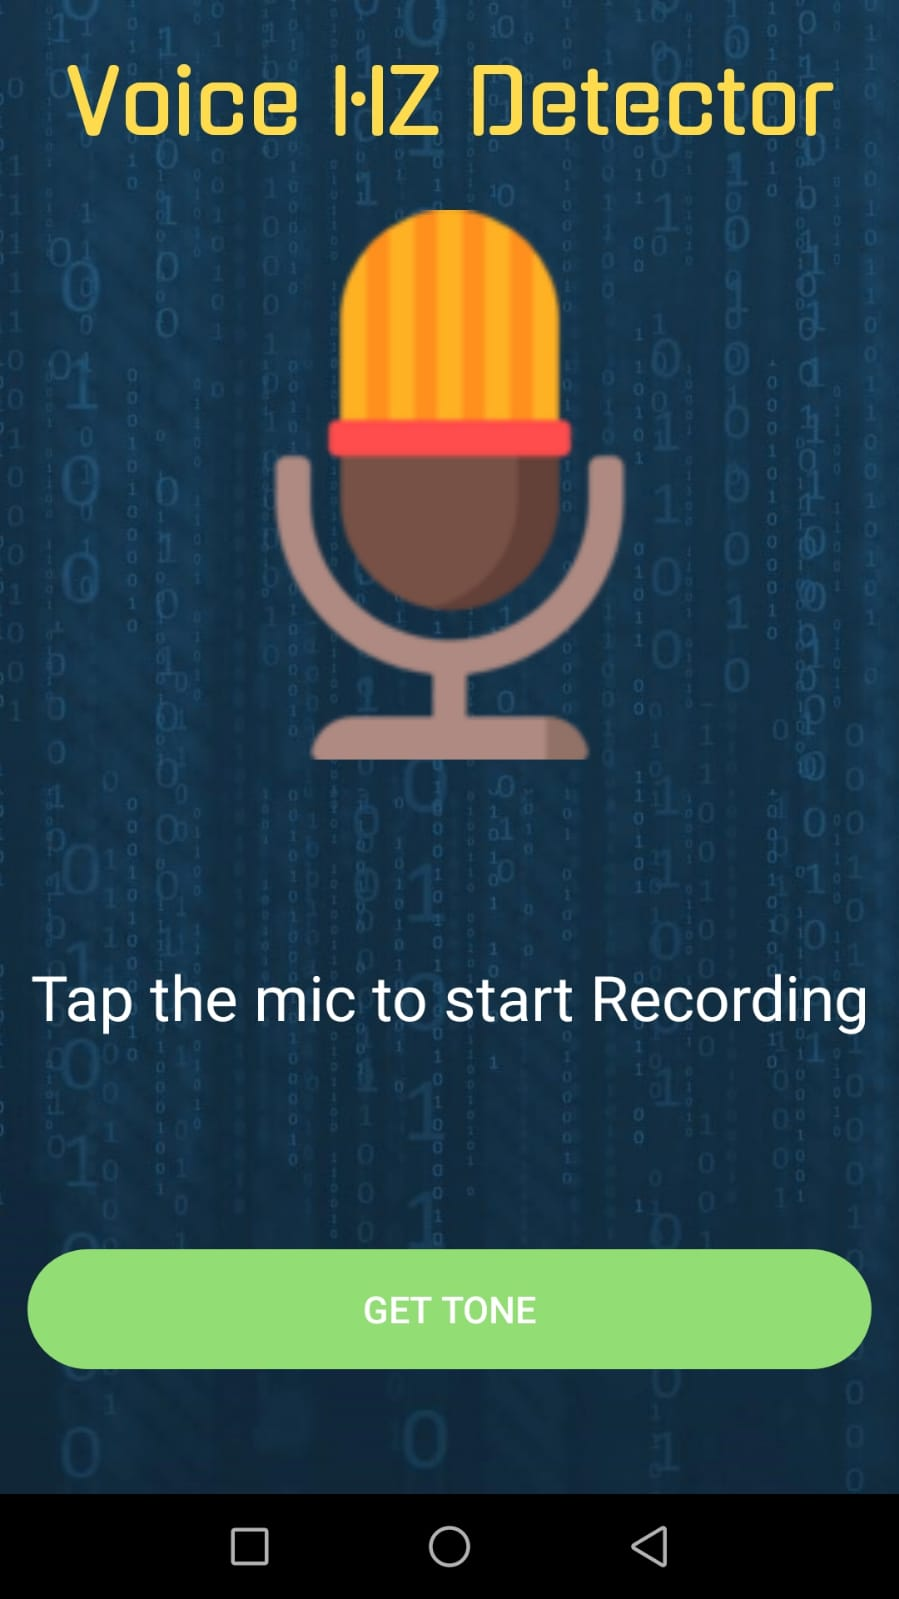 Voice HZ Detector
Tap the mic to start Recording
GET TONE